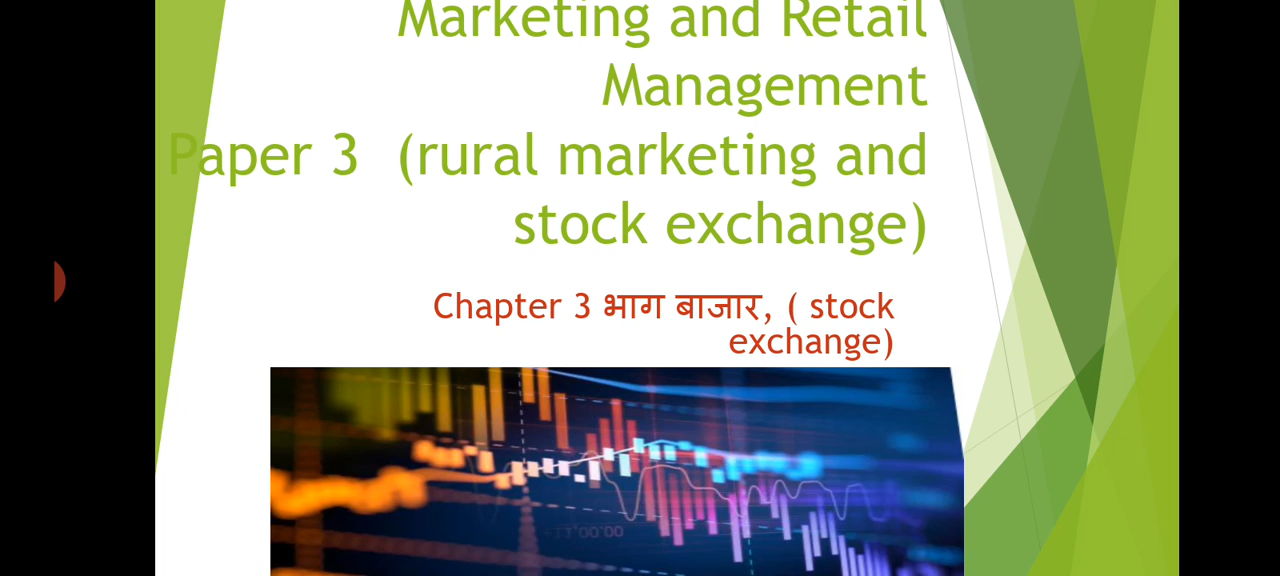 Marketing and Retail
Management
Paper 3 (rural marketing and
stock exchange)
Chapter 3 भाग बाजार, ( stock
exchange)